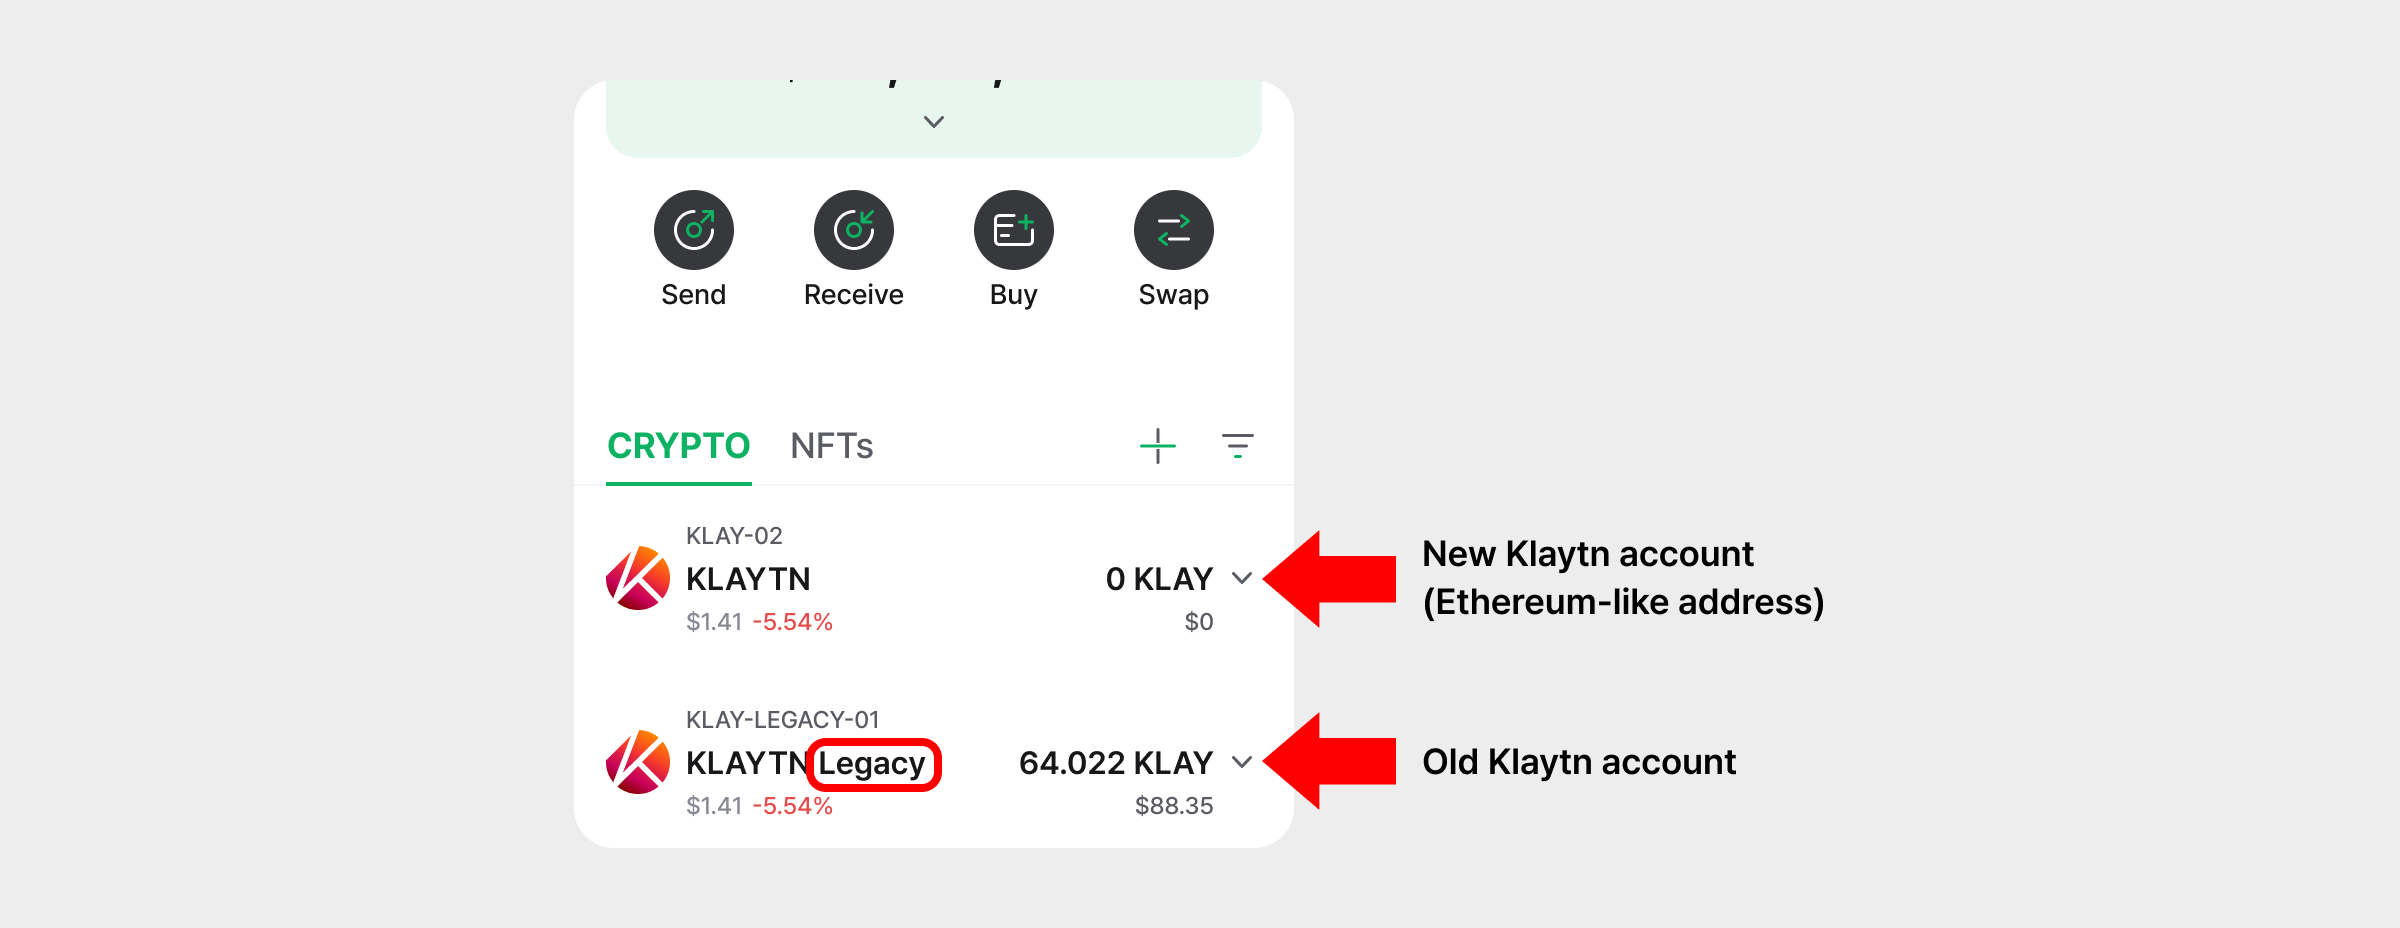 Send
Receive
Buy
Swap
CRYPTO
NFTs
KLAY-02
KLAYTN
0 KLAY
$1.41 -5.54%
$0
New Klaytn account
(Ethereum-like address)
KLAY-LEGACY-01
KLAYTN Legacy
64.022 KLAY
$1.41 -5.54%
$88.35
Old Klaytn account